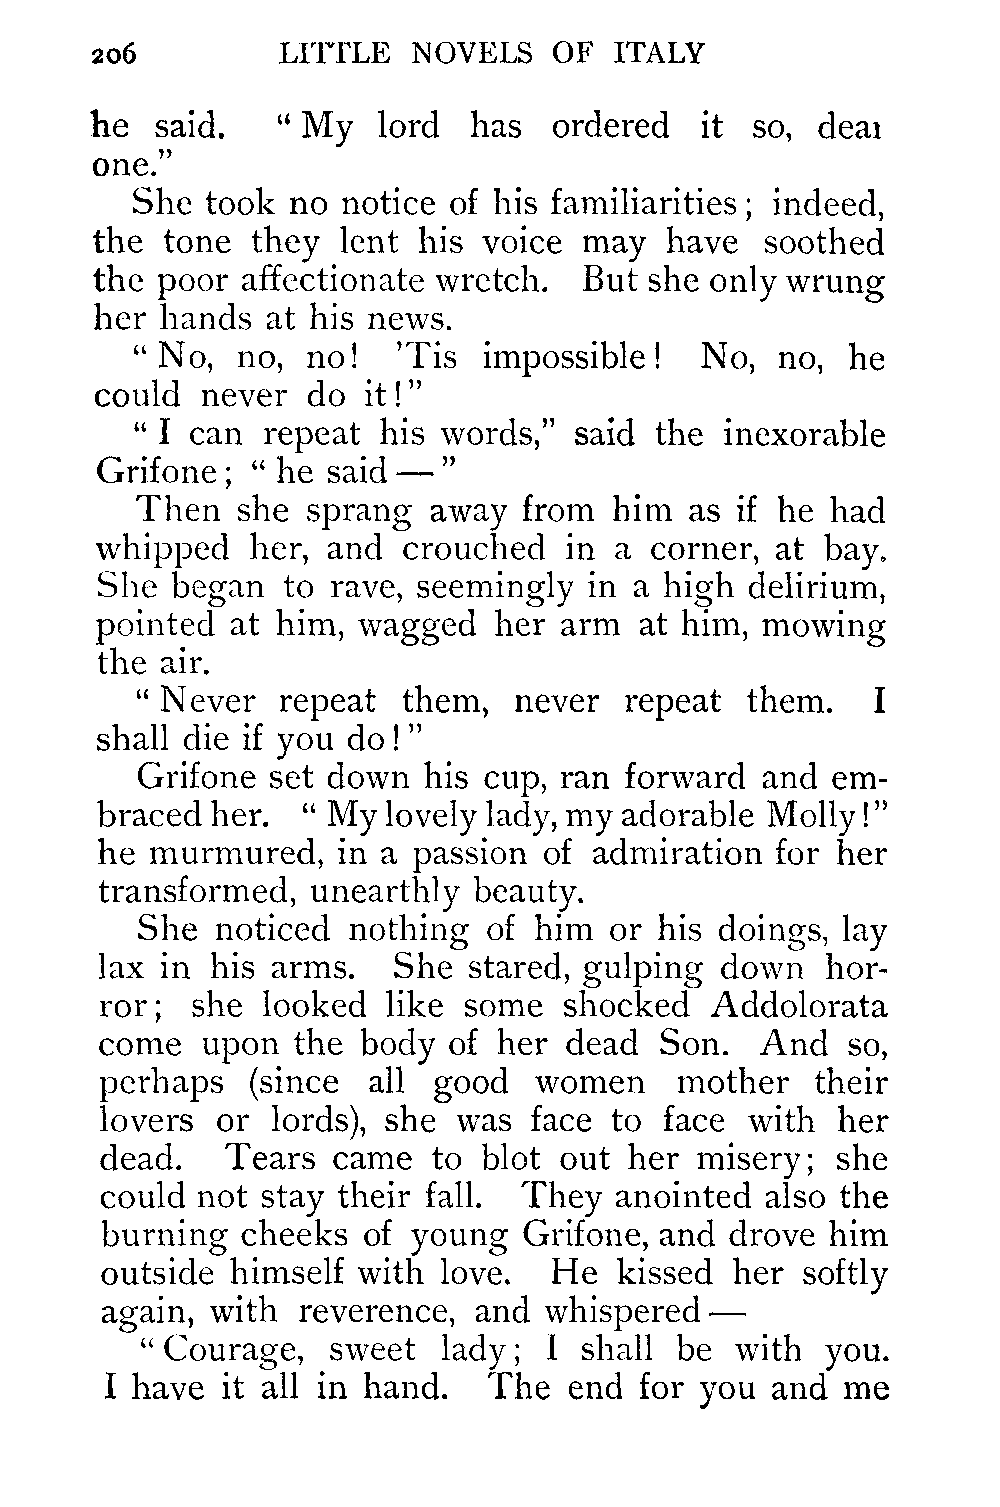 206 LITTLE NOVELS OF ITALY
he said. “ My lord has ordered it so, dear
one.”
She took no notice of his familiarities ; indeed,
the tone they lent his voice may have soothed
the poor affectionate wretch. But she only wrung
her hands at his news.
“ No, no, no! ’Tis impossible! No, no, he
could never do it!”
“ I can repeat his words,” said the inexorable
Grifone ; “ he said — ”
Then she sprang away from him as if he had
whipped her, and crouched in a corner, at bay.
She began to rave, seemingly in a high delirium,
pointed at him, wagged her arm at him, mowing
the air.
“ Never repeat them, never repeat them. I
shall die if you do ! ”
Grifone set down his cup, ran forward and em-
braced her. “ My lovely lady, my adorable Molly!”
he murmured, in a passion of admiration for her
transformed, unearthly beauty.
She noticed nothing of him or his doings, lay
lax in his arms. She stared, gulping down hor-
ror ; she looked like some shocked Addolorata
come upon the body of her dead Son. And so,
perhaps (since all good women mother their
lovers or lords), she was face to face with her
dead. Tears came to blot out her misery; she
could not stay their fall. They anointed also the
burning cheeks of young Grifone, and drove him
outside himself with love. He kissed her softly
again, with reverence, and whispered —
“ Courage, sweet lady ; I shall be with you.
I have it all in hand. The end for you and me